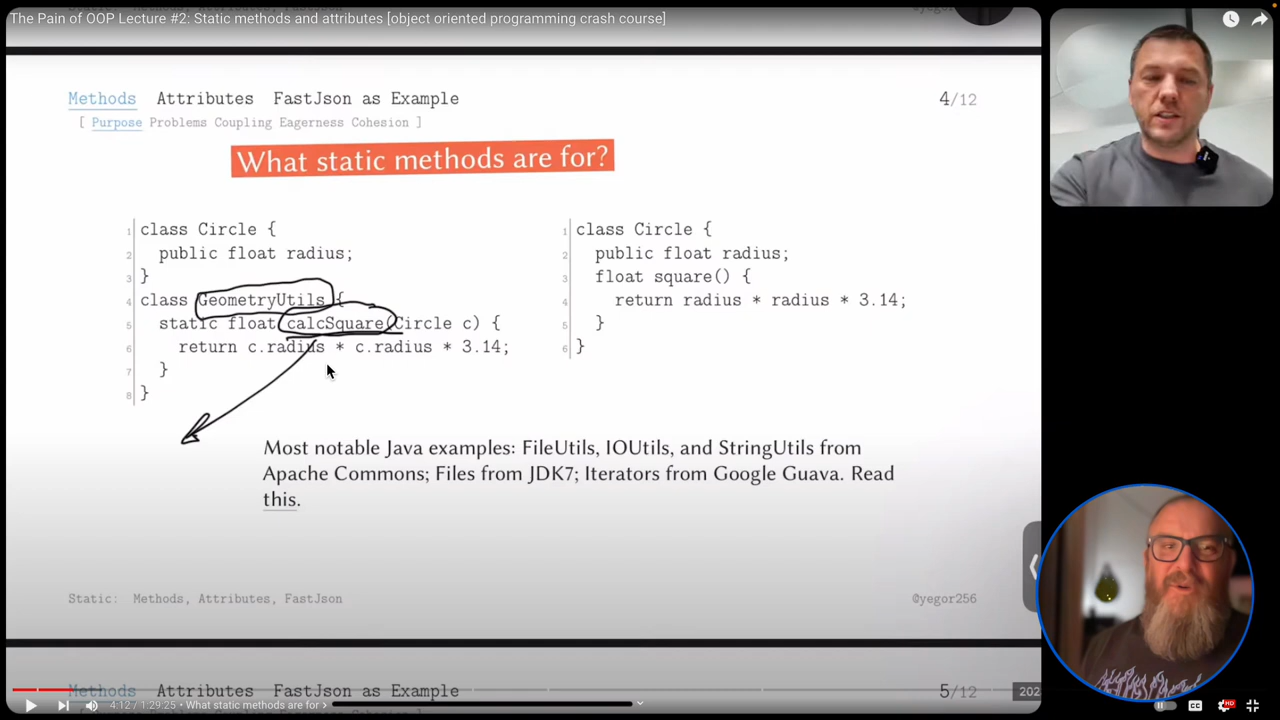 The Pain of OOP Lecture #2: Static methods and attributes [object oriented programming crash course]
Methods Attributes FastJson as Example
4/12
[ Purpose Problems Coupling Eagerness Cohesion ]
What static methods are for?
1 class Circle {
2 public float radius;
3 }
4 class GeometryUtils {
5 static float calcSquare(Circle c) {
6 return c.radius * c.radius * 3.14;
7 }
8 }
1 class Circle {
2 public float radius;
3 float square() {
4 return radius * radius * 3.14;
5 }
6 }
Most notable Java examples: FileUtils, IOUtils, and StringUtils from
Apache Commons; Files from JDK7; Iterators from Google Guava. Read
this.
Static: Methods, Attributes, FastJson
@yegor256
Methods Attributes FastJson as Example
5/12
4:12 / 1:29:25 • What static methods are for
CC
HD